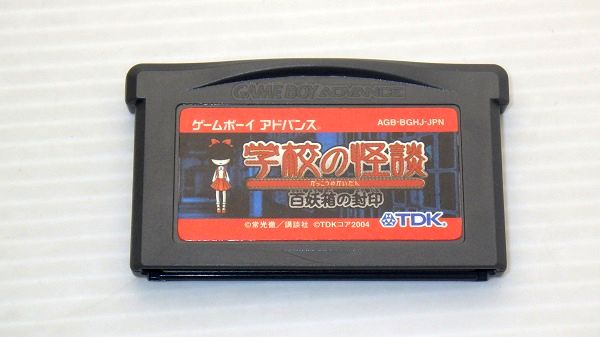 GAME BOY ADVANCE
ゲームボーイ アドバンス®
AGB-BGHJ-JPN
学校の怪談
がっこうのかいだん
百妖箱の封印
TDK®
©常光徹/講談社 ©TDKコア2004